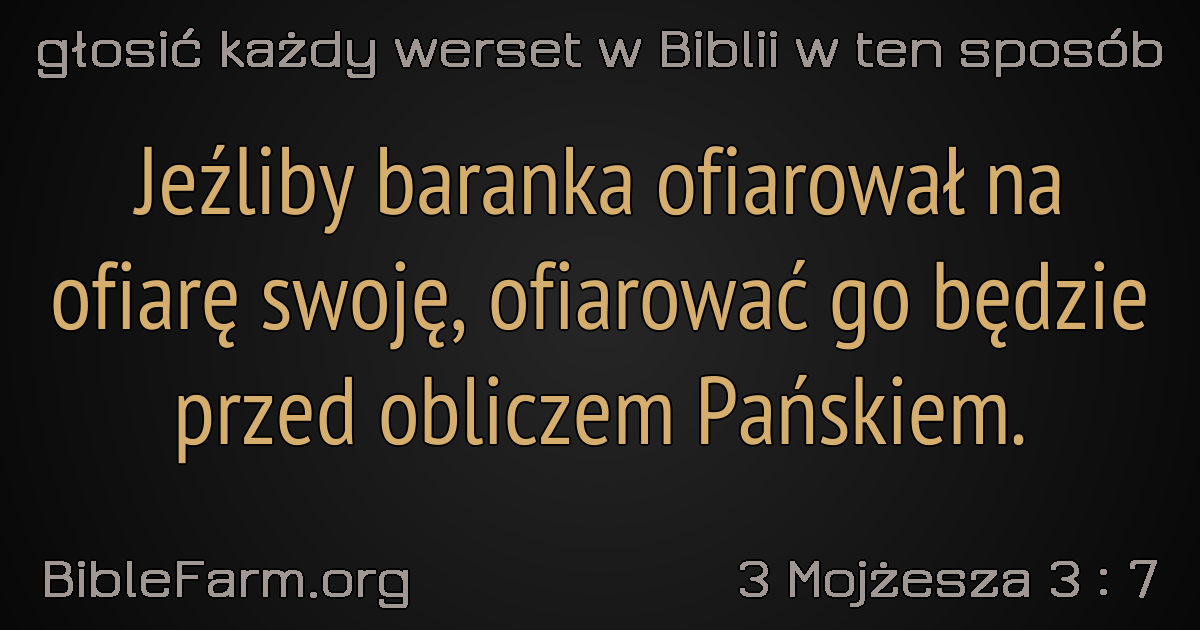 głosić każdy werset w Biblii w ten sposób
Jeźliby baranka ofiarował na
ofiarę swoję, ofiarować go będzie
przed obliczem Pańskiem.
BibleFarm.org
3 Mojżesza 3 : 7